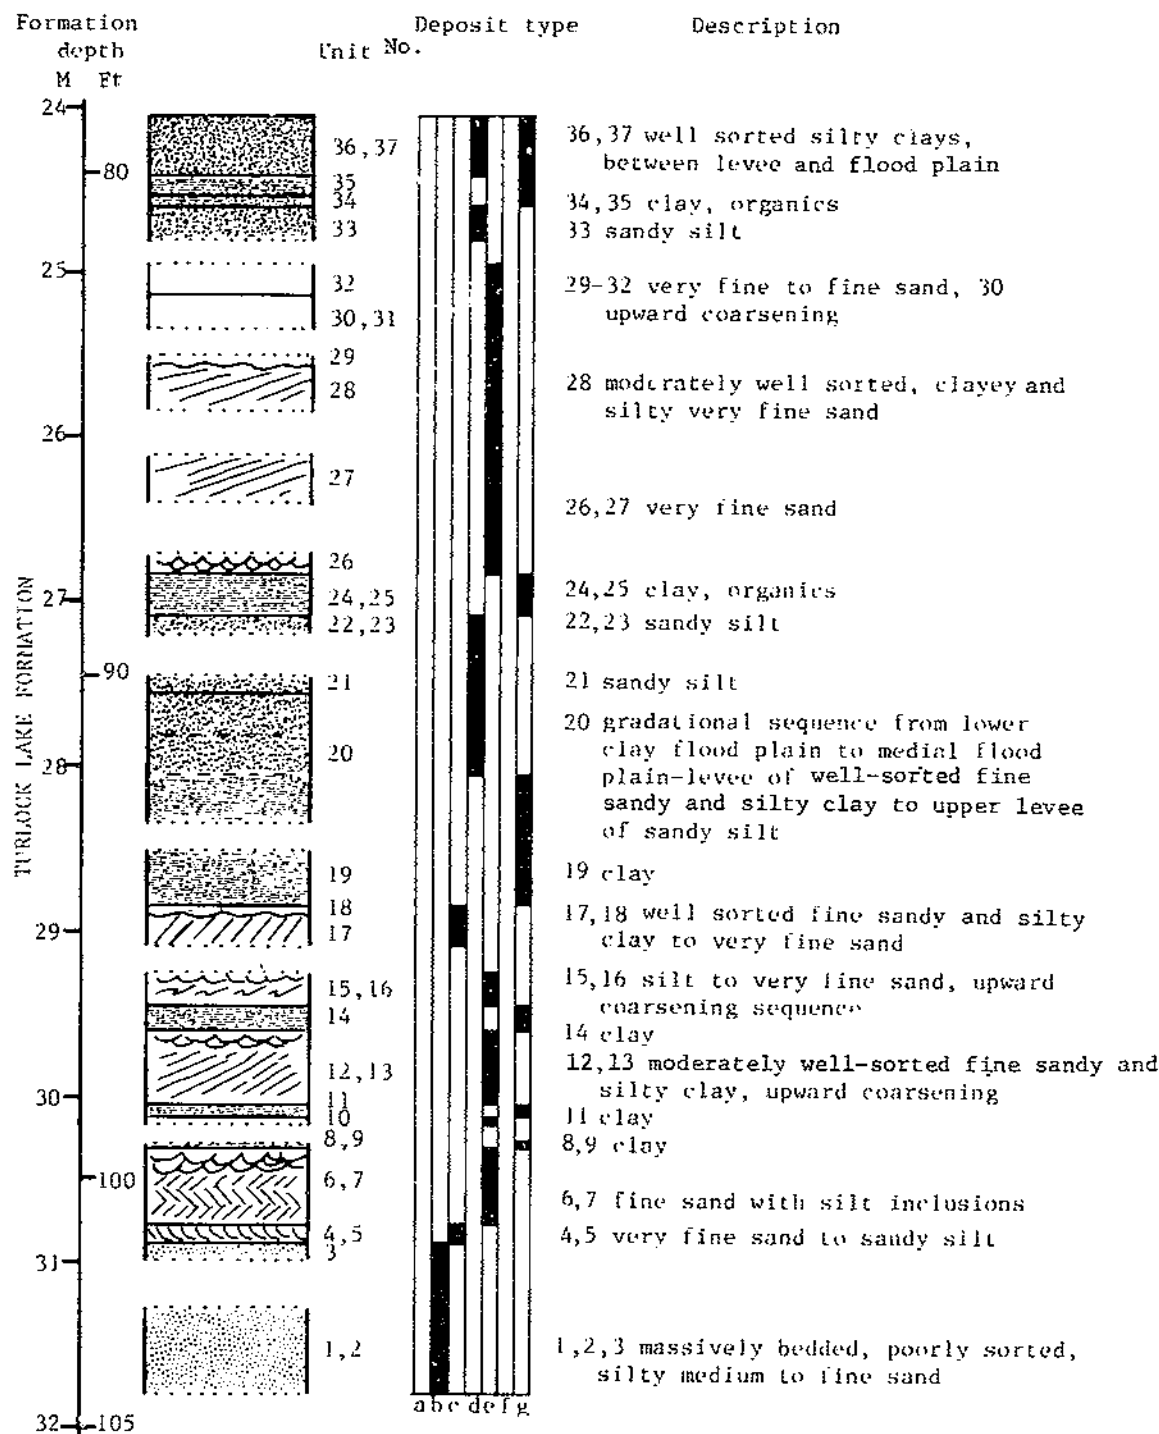 Formation
depth
M Ft
Unit No.
Deposit type
Description
TURLOCK LAKE FORMATION
24
80
25
26
27
90
28
29
30
100
31
32
105
36,37
35
34
33
32
30,31
29
28
27
26
24,25
22,23
21
20
19
18
17
15,16
14
12,13
11
10
8,9
6,7
4,5
3
1,2
a b c d e f g
36,37 well sorted silty clays,
between levee and flood plain
34,35 clay, organics
33 sandy silt
29-32 very fine to fine sand, 30
upward coarsening
28 moderately well sorted, clayey and
silty very fine sand
26,27 very fine sand
24,25 clay, organics
22,23 sandy silt
21 sandy silt
20 gradational sequence from lower
clay flood plain to medial flood
plain-levee of well-sorted fine
sandy and silty clay to upper levee
of sandy silt
19 clay
17,18 well sorted fine sandy and silty
clay to very fine sand
15,16 silt to very fine sand, upward
coarsening sequence
14 clay
12,13 moderately well-sorted fine sandy and
silty clay, upward coarsening
11 clay
8,9 clay
6,7 fine sand with silt inclusions
4,5 very fine sand to sandy silt
1,2,3 massively bedded, poorly sorted,
silty medium to fine sand